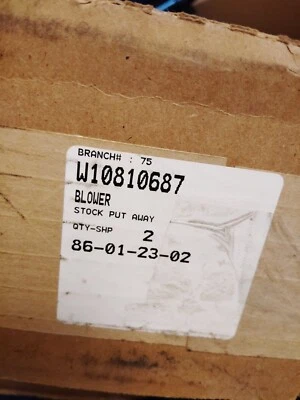 BRANCH# : 75
W10810687
BLOWER
STOCK PUT AWAY
QTY-SHP 2
86-01-23-02